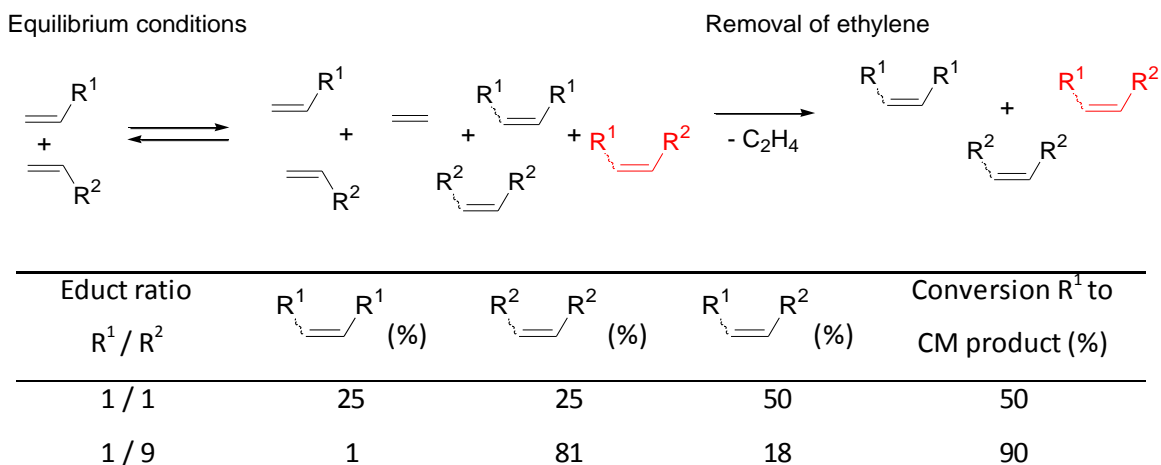 Equilibrium conditions
Removal of ethylene
R¹
+
R²
R¹
+
R²
+
R¹ R¹
R² R²
+
R¹ R²
- C₂H₄
R¹ R¹
+
R¹ R²
R² R²
Educt ratio
R¹ / R²
R¹ R¹ (%)
R² R² (%)
R¹ R² (%)
Conversion R¹ to
CM product (%)
1 / 1 25 25 50 50
1 / 9 1 81 18 90